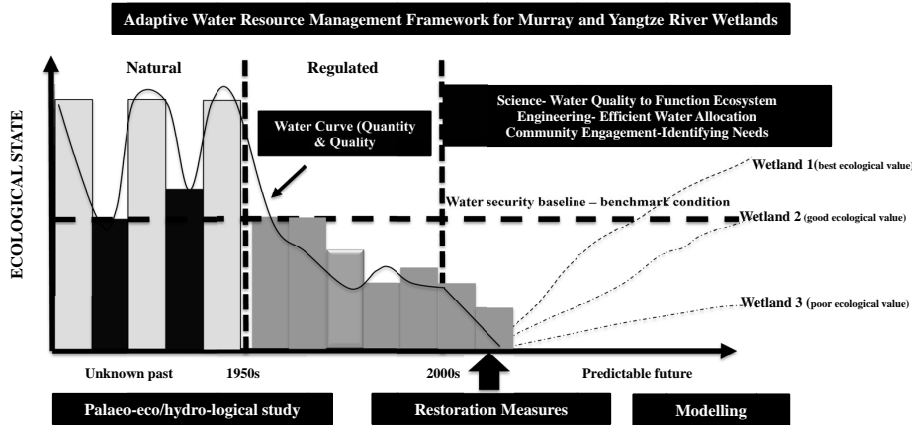 Adaptive Water Resource Management Framework for Murray and Yangtze River Wetlands
Natural
Regulated
Science- Water Quality to Function Ecosystem
Engineering- Efficient Water Allocation
Community Engagement-Identifying Needs
Water Curve (Quantity
& Quality
ECOLOGICAL STATE
Wetland 1(best ecological value)
Water security baseline – benchmark condition
Wetland 2 (good ecological value)
Wetland 3 (poor ecological value)
Unknown past
1950s
2000s
Predictable future
Palaeo-eco/hydro-logical study
Restoration Measures
Modelling